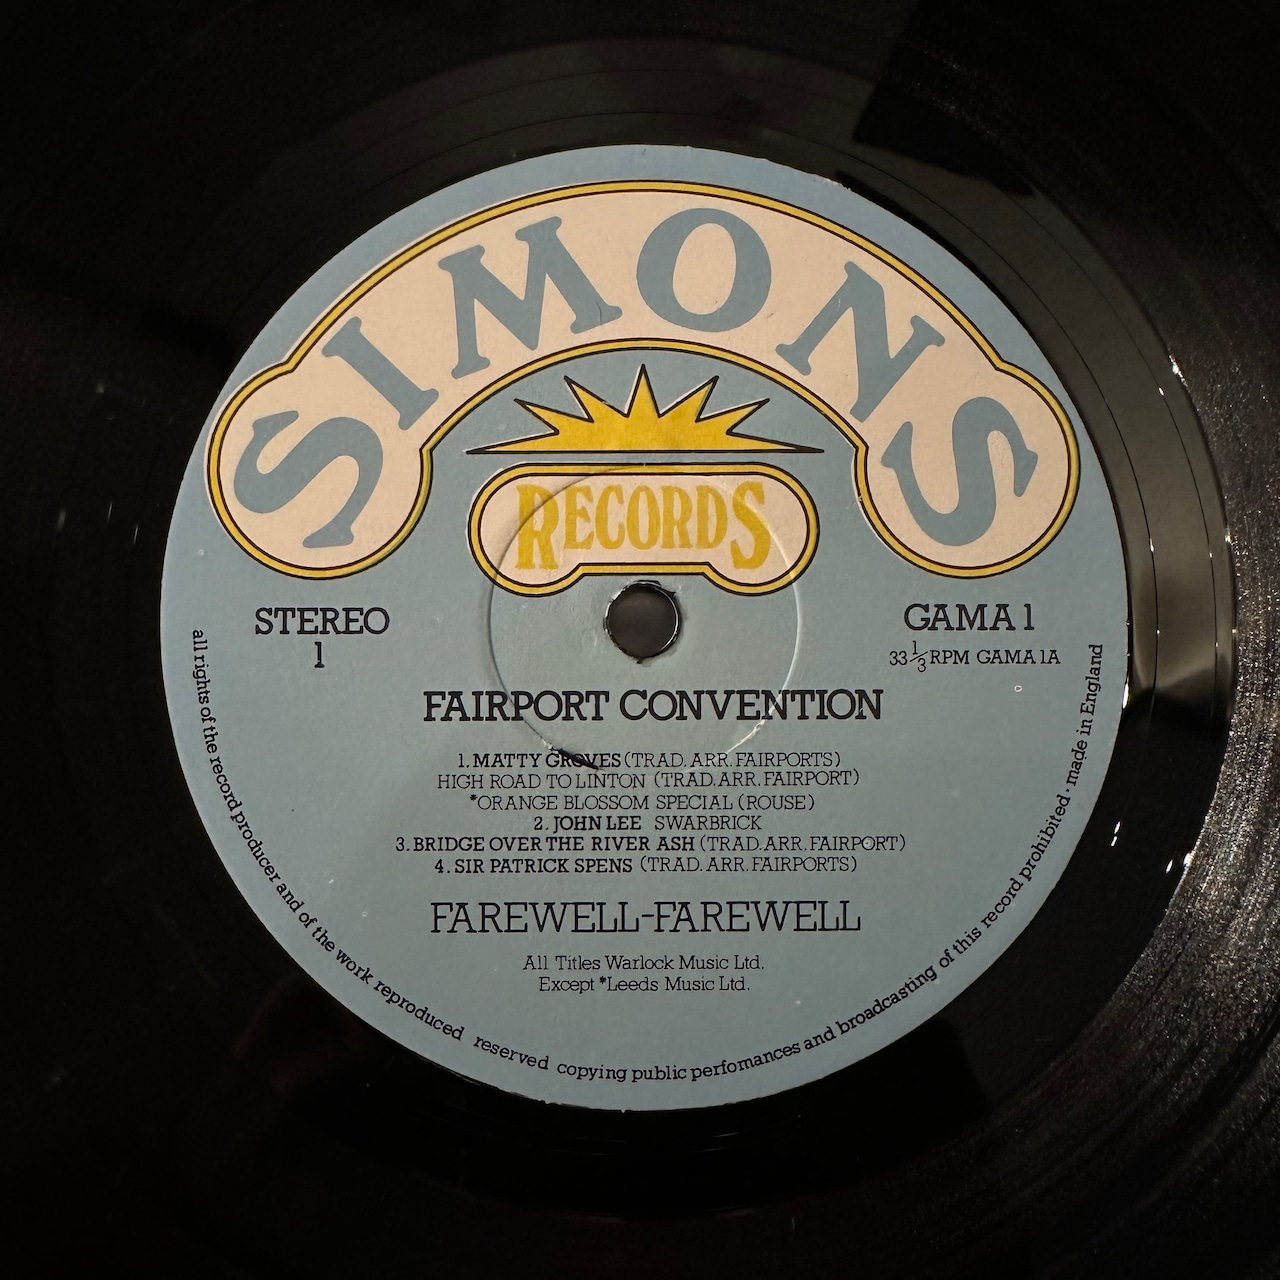 SIMONS
RECORDS
STEREO
1
GAMA 1
33 1/3 RPM GAMA 1A
FAIRPORT CONVENTION
1. MATTY GROVES (TRAD. ARR. FAIRPORTS)
HIGH ROAD TO LINTON (TRAD. ARR. FAIRPORT)
*ORANGE BLOSSOM SPECIAL (ROUSE)
2. JOHN LEE SWARBRICK
3. BRIDGE OVER THE RIVER ASH (TRAD. ARR. FAIRPORT)
4. SIR PATRICK SPENS (TRAD. ARR. FAIRPORTS)
FAREWELL-FAREWELL
All Titles Warlock Music Ltd.
Except *Leeds Music Ltd.
all rights of the record producer and of the work reproduced reserved copying public perfomances and broadcasting of this record prohibited · made in England